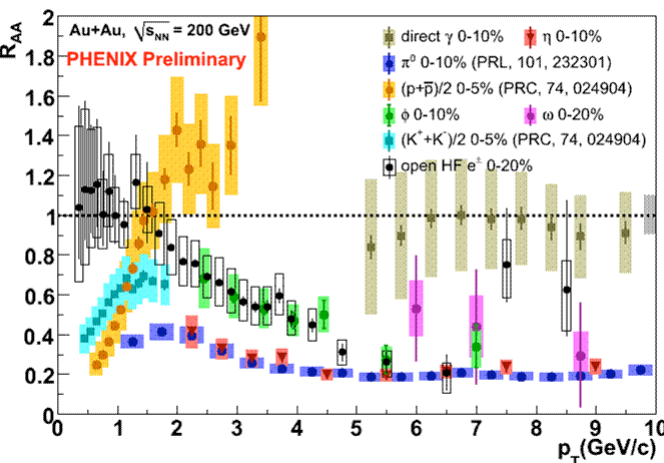 2
1.8
1.6
1.4
1.2
1
0.8
0.6
0.4
0.2
0
R_AA
Au+Au, √s_NN = 200 GeV
PHENIX Preliminary
direct γ 0-10%
η 0-10%
π⁰ 0-10% (PRL, 101, 232301)
(p+p̅)/2 0-5% (PRC, 74, 024904)
ϕ 0-10%
ω 0-20%
(K⁺+K⁻)/2 0-5% (PRC, 74, 024904)
open HF e± 0-20%
0 1 2 3 4 5 6 7 8 9 10
p_T(GeV/c)